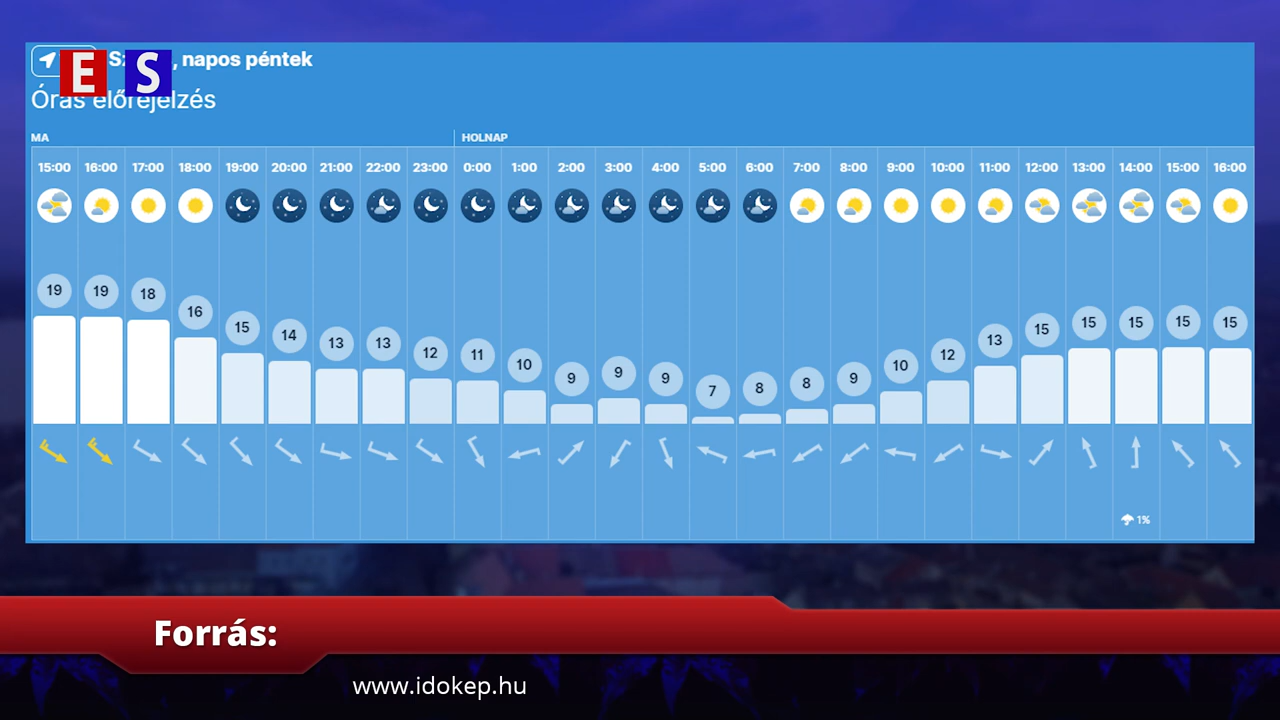 E S
, napos péntek
Órás előrejelzés
MA HOLNAP
15:00 16:00 17:00 18:00 19:00 20:00 21:00 22:00 23:00 0:00 1:00 2:00 3:00 4:00 5:00 6:00 7:00 8:00 9:00 10:00 11:00 12:00 13:00 14:00 15:00 16:00
19 19 18 16 15 14 13 13 12 11 10 9 9 9 7 8 8 9 10 12 13 15 15 15 15 15
1%
Forrás:
www.idokep.hu